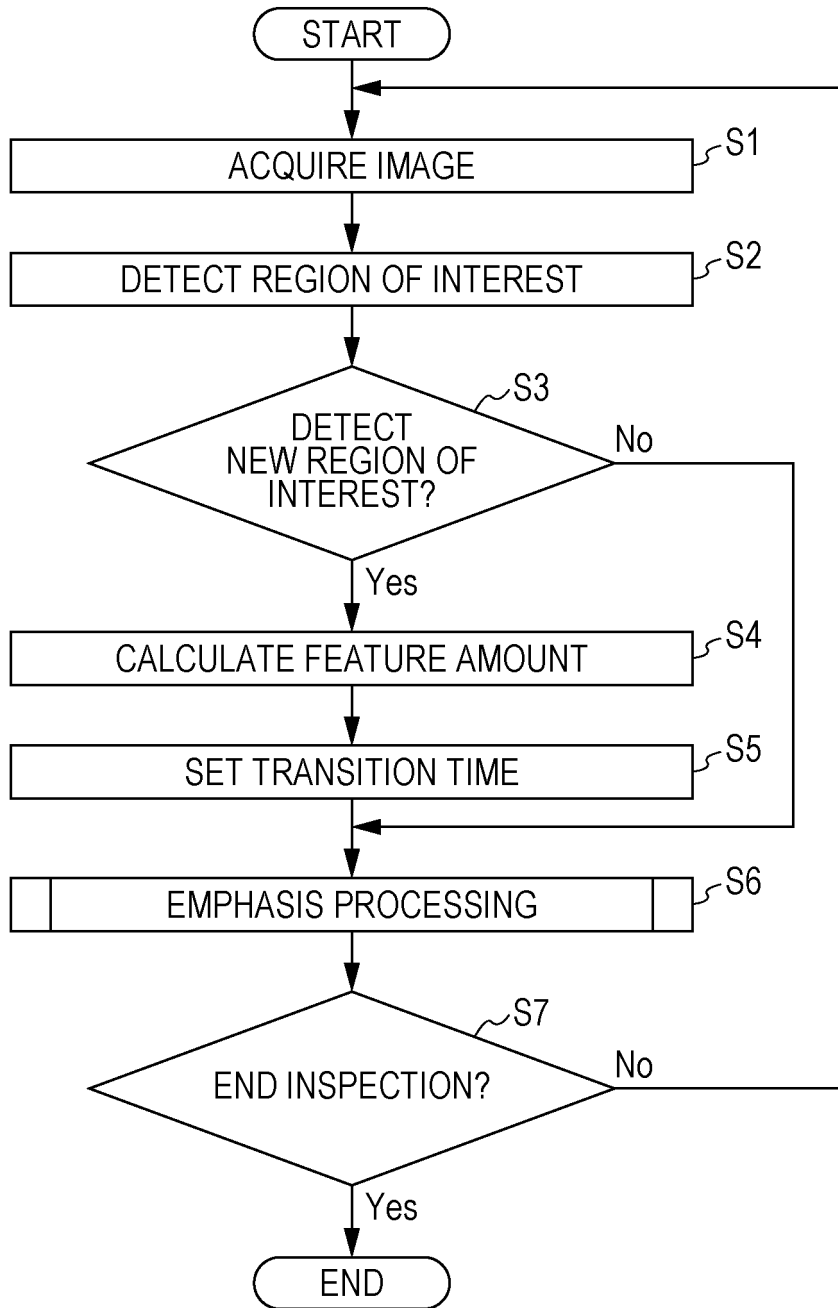 START
ACQUIRE IMAGE
S1
DETECT REGION OF INTEREST
S2
S3
DETECT
NEW REGION OF
INTEREST?
No
Yes
CALCULATE FEATURE AMOUNT
S4
SET TRANSITION TIME
S5
EMPHASIS PROCESSING
S6
S7
END INSPECTION?
No
Yes
END